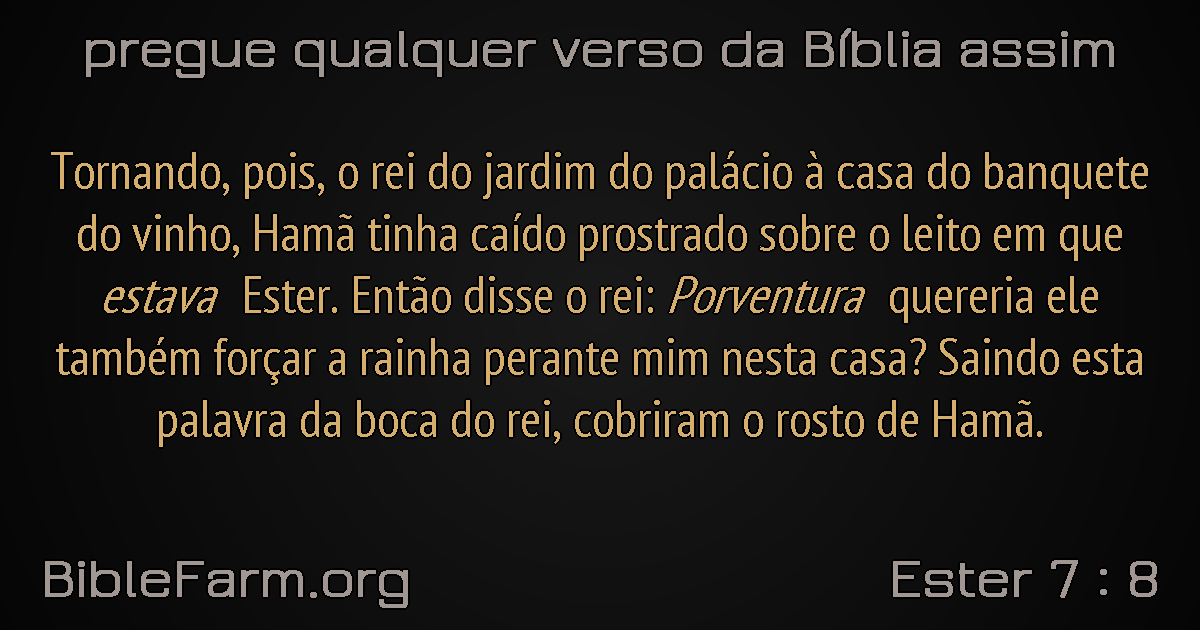 pregue qualquer verso da Bíblia assim
Tornando, pois, o rei do jardim do palácio à casa do banquete
do vinho, Hamã tinha caído prostrado sobre o leito em que
estava Ester. Então disse o rei: Porventura quereria ele
também forçar a rainha perante mim nesta casa? Saindo esta
palavra da boca do rei, cobriram o rosto de Hamã.
BibleFarm.org
Ester 7 : 8